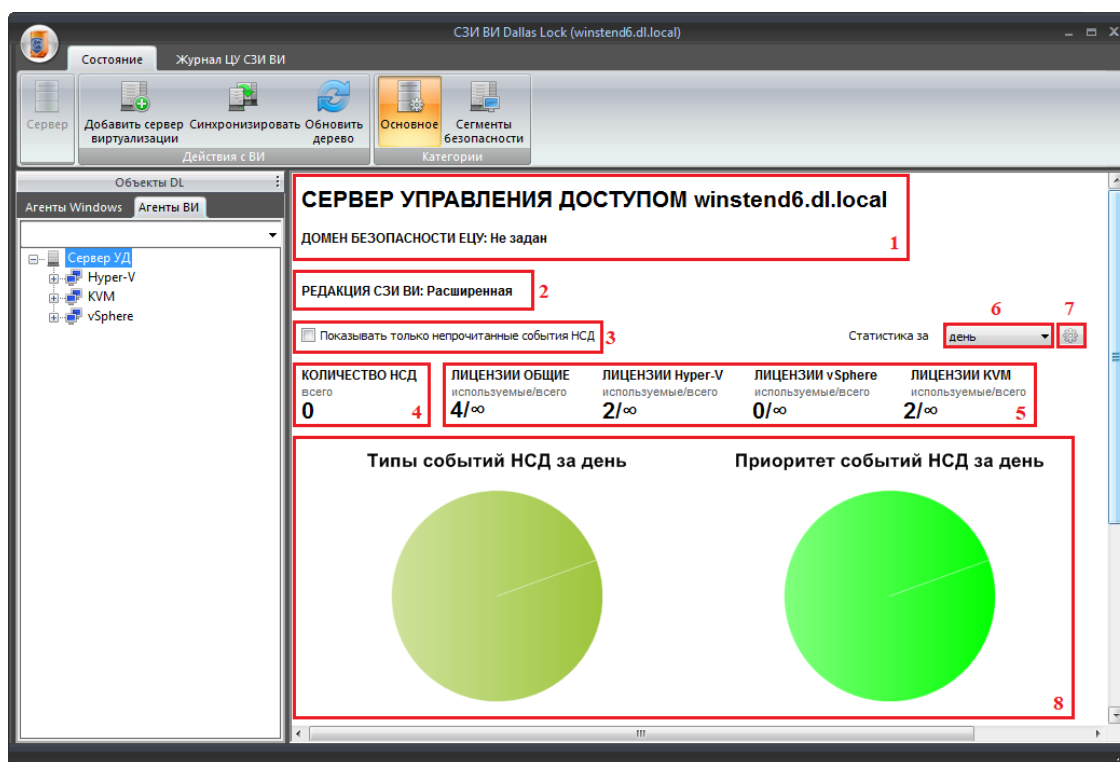 СЗИ ВИ Dallas Lock (winstend6.dl.local)
Состояние Журнал ЦУ СЗИ ВИ
Сервер
Добавить сервер виртуализации
Синхронизировать
Обновить дерево
Основное
Сегменты безопасности
Действия с ВИ
Категории
Объекты DL
Агенты Windows Агенты ВИ
Сервер УД
Hyper-V
KVM
vSphere
СЕРВЕР УПРАВЛЕНИЯ ДОСТУПОМ winstend6.dl.local
ДОМЕН БЕЗОПАСНОСТИ ЕЦУ: Не задан
1
РЕДАКЦИЯ СЗИ ВИ: Расширенная
2
Показывать только непрочитанные события НСД
3
Статистика за
день
6
7
КОЛИЧЕСТВО НСД
всего
0
4
ЛИЦЕНЗИИ ОБЩИЕ
используемые/всего
4/∞
ЛИЦЕНЗИИ Hyper-V
используемые/всего
2/∞
ЛИЦЕНЗИИ vSphere
используемые/всего
0/∞
ЛИЦЕНЗИИ KVM
используемые/всего
2/∞
5
Типы событий НСД за день
Приоритет событий НСД за день
8